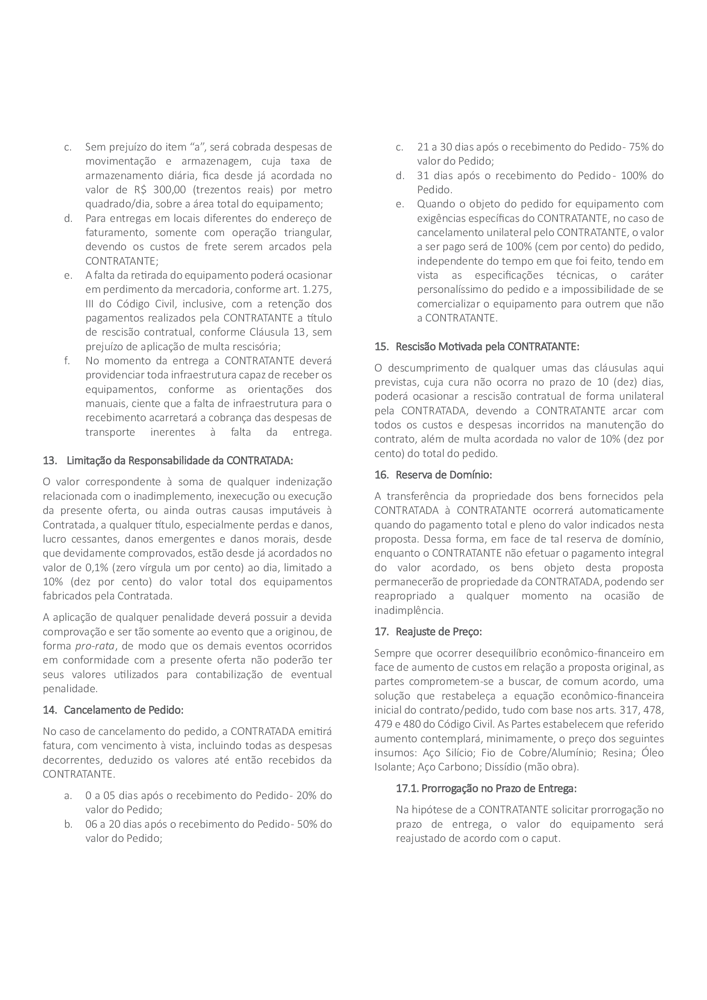 c. Sem prejuízo do item “a”, será cobrada despesas de
movimentação e armazenagem, cuja taxa de
armazenamento diária, fica desde já acordada no
valor de R$ 300,00 (trezentos reais) por metro
quadrado/dia, sobre a área total do equipamento;
d. Para entregas em locais diferentes do endereço de
faturamento, somente com operação triangular,
devendo os custos de frete serem arcados pela
CONTRATANTE;
e. A falta da retirada do equipamento poderá ocasionar
em perdimento da mercadoria, conforme art. 1.275,
III do Código Civil, inclusive, com a retenção dos
pagamentos realizados pela CONTRATANTE a título
de rescisão contratual, conforme Cláusula 13, sem
prejuízo de aplicação de multa rescisória;
f. No momento da entrega a CONTRATANTE deverá
providenciar toda infraestrutura capaz de receber os
equipamentos, conforme as orientações dos
manuais, ciente que a falta de infraestrutura para o
recebimento acarretará a cobrança das despesas de
transporte inerentes à falta da entrega.
13. Limitação da Responsabilidade da CONTRATADA:
O valor correspondente à soma de qualquer indenização
relacionada com o inadimplemento, inexecução ou execução
da presente oferta, ou ainda outras causas imputáveis à
Contratada, a qualquer título, especialmente perdas e danos,
lucro cessantes, danos emergentes e danos morais, desde
que devidamente comprovados, estão desde já acordados no
valor de 0,1% (zero vírgula um por cento) ao dia, limitado a
10% (dez por cento) do valor total dos equipamentos
fabricados pela Contratada.
A aplicação de qualquer penalidade deverá possuir a devida
comprovação e ser tão somente ao evento que a originou, de
forma pro-rata, de modo que os demais eventos ocorridos
em conformidade com a presente oferta não poderão ter
seus valores utilizados para contabilização de eventual
penalidade.
14. Cancelamento de Pedido:
No caso de cancelamento do pedido, a CONTRATADA emitirá
fatura, com vencimento à vista, incluindo todas as despesas
decorrentes, deduzido os valores até então recebidos da
CONTRATANTE.
a. 0 a 05 dias após o recebimento do Pedido- 20% do
valor do Pedido;
b. 06 a 20 dias após o recebimento do Pedido- 50% do
valor do Pedido;
c. 21 a 30 dias após o recebimento do Pedido- 75% do
valor do Pedido;
d. 31 dias após o recebimento do Pedido- 100% do
Pedido.
e. Quando o objeto do pedido for equipamento com
exigências específicas do CONTRATANTE, no caso de
cancelamento unilateral pelo CONTRATANTE, o valor
a ser pago será de 100% (cem por cento) do pedido,
independente do tempo em que foi feito, tendo em
vista as especificações técnicas, o caráter
personalíssimo do pedido e a impossibilidade de se
comercializar o equipamento para outrem que não
a CONTRATANTE.
15. Rescisão Motivada pela CONTRATANTE:
O descumprimento de qualquer umas das cláusulas aqui
previstas, cuja cura não ocorra no prazo de 10 (dez) dias,
poderá ocasionar a rescisão contratual de forma unilateral
pela CONTRATADA, devendo a CONTRATANTE arcar com
todos os custos e despesas incorridos na manutenção do
contrato, além de multa acordada no valor de 10% (dez por
cento) do total do pedido.
16. Reserva de Domínio:
A transferência da propriedade dos bens fornecidos pela
CONTRATADA à CONTRATANTE ocorrerá automaticamente
quando do pagamento total e pleno do valor indicados nesta
proposta. Dessa forma, em face de tal reserva de domínio,
enquanto o CONTRATANTE não efetuar o pagamento integral
do valor acordado, os bens objeto desta proposta
permanecerão de propriedade da CONTRATADA, podendo ser
reapropriado a qualquer momento na ocasião de
inadimplência.
17. Reajuste de Preço:
Sempre que ocorrer desequilíbrio econômico-financeiro em
face de aumento de custos em relação a proposta original, as
partes comprometem-se a buscar, de comum acordo, uma
solução que restabeleça a equação econômico-financeira
inicial do contrato/pedido, tudo com base nos arts. 317, 478,
479 e 480 do Código Civil. As Partes estabelecem que referido
aumento contemplará, minimamente, o preço dos seguintes
insumos: Aço Silício; Fio de Cobre/Alumínio; Resina; Óleo
Isolante; Aço Carbono; Dissídio (mão obra).
17.1. Prorrogação no Prazo de Entrega:
Na hipótese de a CONTRATANTE solicitar prorrogação no
prazo de entrega, o valor do equipamento será
reajustado de acordo com o caput.